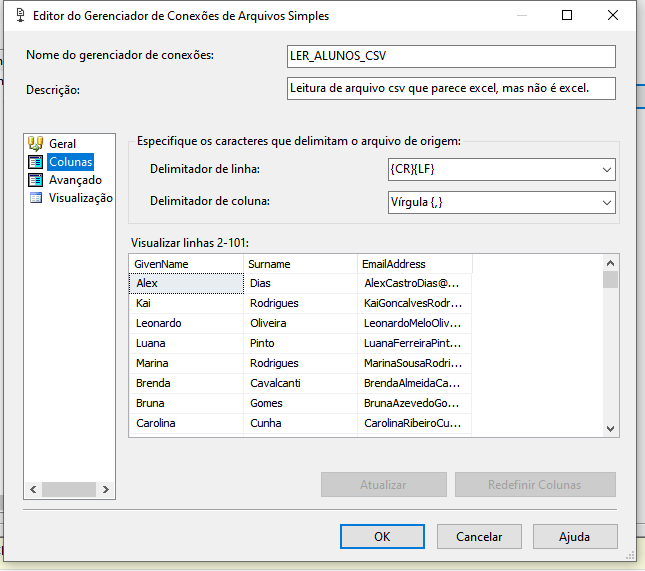 Editor do Gerenciador de Conexões de Arquivos Simples
Nome do gerenciador de conexões:
LER_ALUNOS_CSV
Descrição:
Leitura de arquivo csv que parece excel, mas não é excel.
Geral
Colunas
Avançado
Visualização
Especifique os caracteres que delimitam o arquivo de origem:
Delimitador de linha:
{CR}{LF}
Delimitador de coluna:
Vírgula {,}
Visualizar linhas 2-101:
GivenName Surname EmailAddress
Alex Dias AlexCastroDias@...
Kai Rodrigues KaiGoncalvesRodr...
Leonardo Oliveira LeonardoMeloOliv...
Luana Pinto LuanaFerreiraPint...
Marina Rodrigues MarinaSousaRodri...
Brenda Cavalcanti BrendaAlmeidaCa...
Bruna Gomes BrunaAzevedoGo...
Carolina Cunha CarolinaRibeiroCu...
Atualizar
Redefinir Colunas
OK
Cancelar
Ajuda